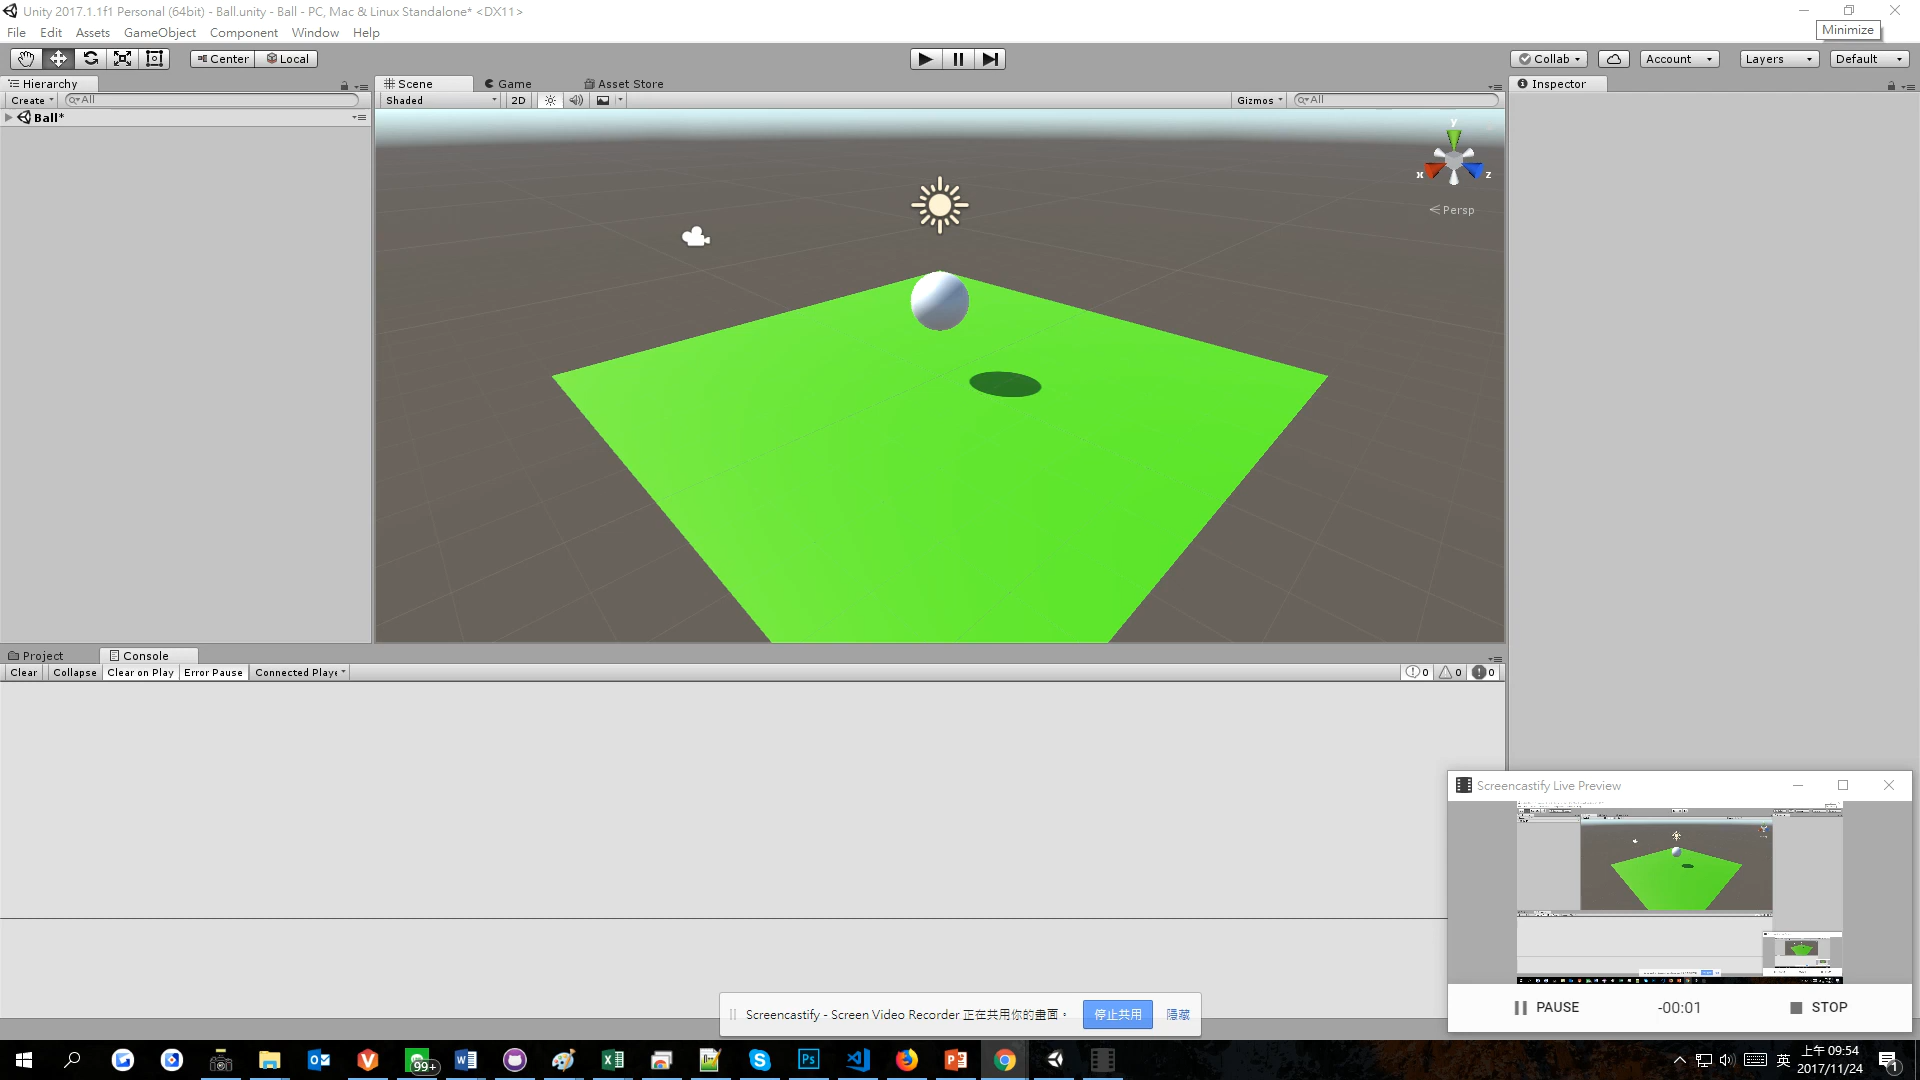 Unity 2017.1.1f1 Personal (64bit) - Ball.unity - Ball - PC, Mac & Linux Standalone* <DX11>
Minimize
File Edit Assets GameObject Component Window Help
Center Local
Collab Account Layers Default
Hierarchy
Create All
Ball*
Scene Game Asset Store
Shaded 2D Gizmos All
Inspector
y
x z
Persp
Project Console
Clear Collapse Clear on Play Error Pause Connected Playe
0 0 0
Screencastify Live Preview
PAUSE -00:01 STOP
Screencastify - Screen Video Recorder 正在共用你的畫面。 停止共用 隱藏
99+
英
上午 09:54
2017/11/24
1